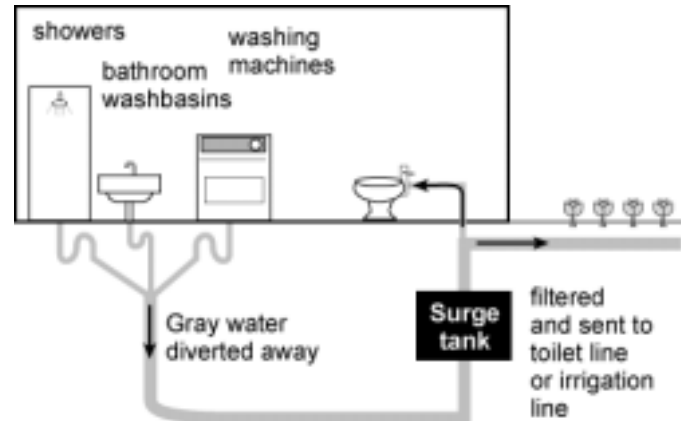 showers
washing
machines
bathroom
washbasins
Gray water
diverted away
Surge
tank
filtered
and sent to
toilet line
or irrigation
line